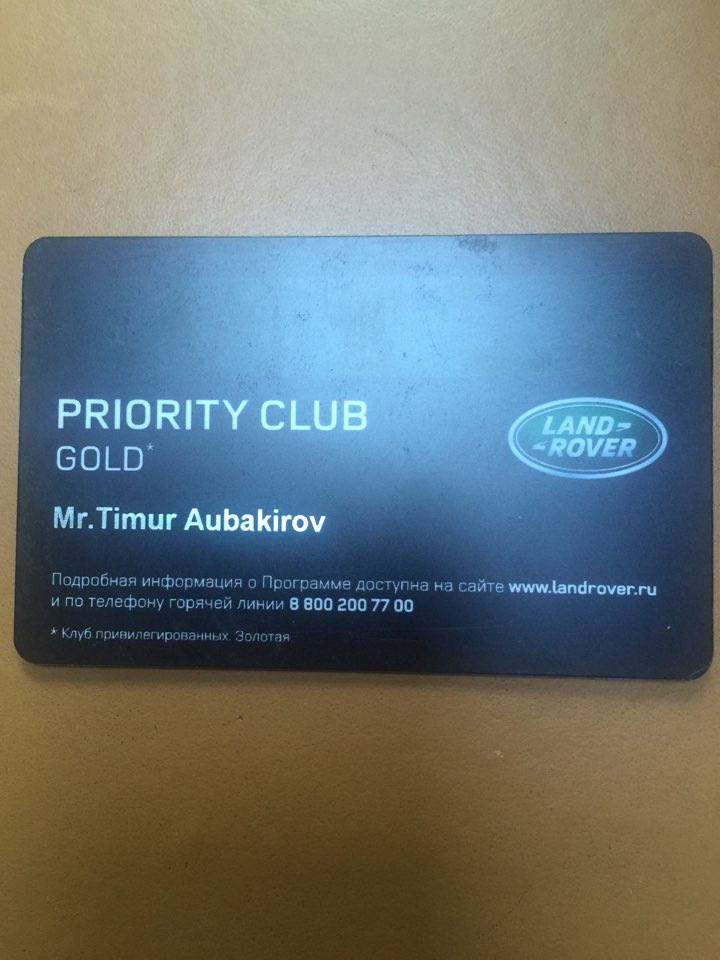 PRIORITY CLUB
GOLD*
LAND
ROVER
Mr.Timur Aubakirov
Подробная информация о Программе доступна на сайте www.landrover.ru
и по телефону горячей линии 8 800 200 77 00
* Клуб привилегированных. Золотая.